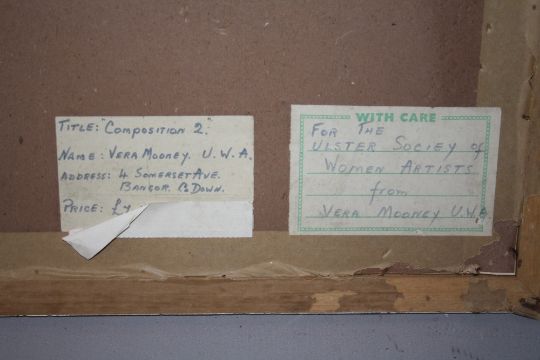 TITLE: "COMPOSITION 2."
NAME: VERA MOONEY. U.W.A.
ADDRESS: 4 SOMERSET AVE.
BANGOR. Co DOWN.
PRICE: £
WITH CARE
FOR THE
ULSTER SOCIEY of
WOMEN ARTISTS
from
VERA MOONEY U.W.A.